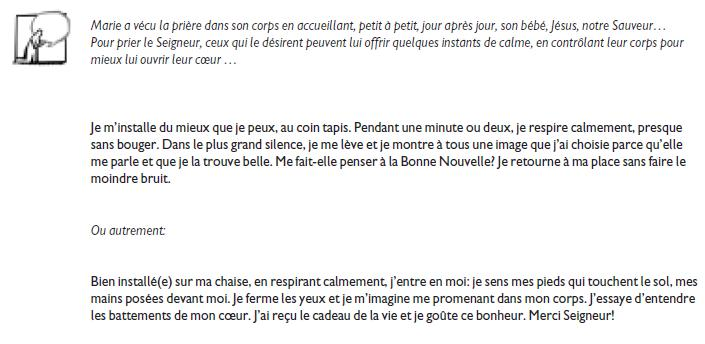 Marie a vécu la prière dans son corps en accueillant, petit à petit, jour après jour, son bébé, Jésus, notre Sauveur…
Pour prier le Seigneur, ceux qui le désirent peuvent lui offrir quelques instants de calme, en contrôlant leur corps pour
mieux lui ouvrir leur cœur …
Je m’installe du mieux que je peux, au coin tapis. Pendant une minute ou deux, je respire calmement, presque
sans bouger. Dans le plus grand silence, je me lève et je montre à tous une image que j’ai choisie parce qu’elle
me parle et que je la trouve belle. Me fait-elle penser à la Bonne Nouvelle? Je retourne à ma place sans faire le
moindre bruit.
Ou autrement:
Bien installé(e) sur ma chaise, en respirant calmement, j’entre en moi: je sens mes pieds qui touchent le sol, mes
mains posées devant moi. Je ferme les yeux et je m’imagine me promenant dans mon corps. J’essaye d’entendre
les battements de mon cœur. J’ai reçu le cadeau de la vie et je goûte ce bonheur. Merci Seigneur!